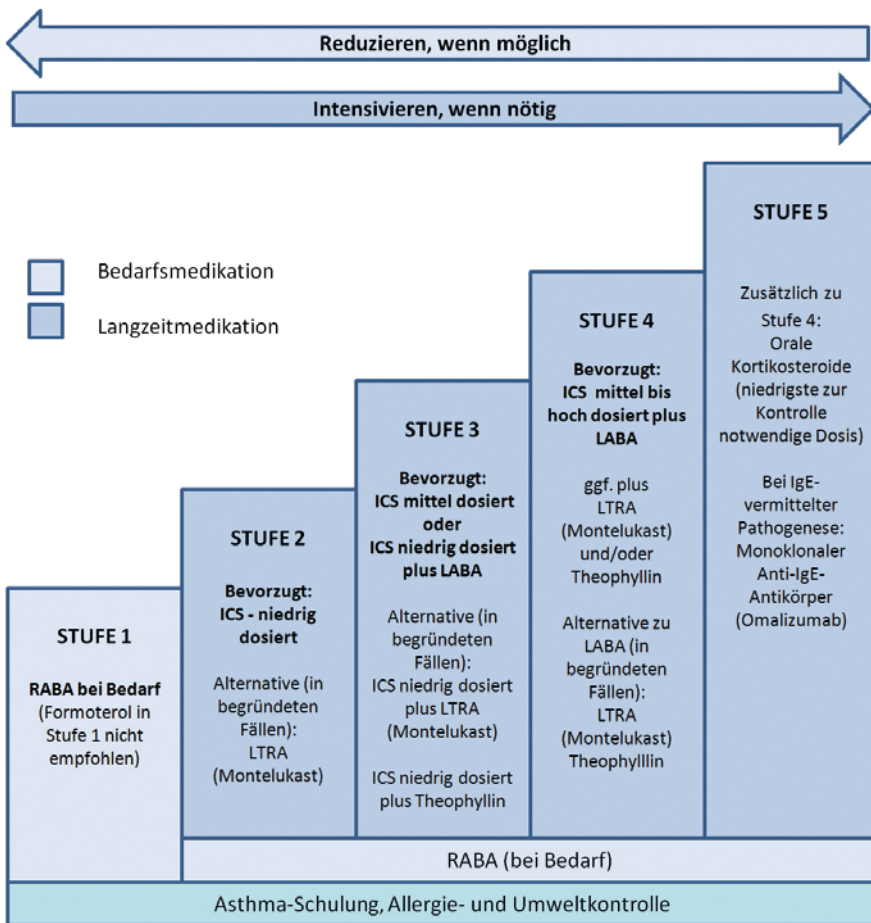 Reduzieren, wenn möglich
Intensivieren, wenn nötig
Bedarfsmedikation
Langzeitmedikation
STUFE 1
RABA bei Bedarf
(Formoterol in
Stufe 1 nicht
empfohlen)
STUFE 2
Bevorzugt:
ICS - niedrig
dosiert
Alternative (in
begründeten
Fällen):
LTRA
(Montelukast)
STUFE 3
Bevorzugt:
ICS mittel dosiert
oder
ICS niedrig dosiert
plus LABA
Alternative (in
begründeten
Fällen):
ICS niedrig dosiert
plus LTRA
(Montelukast)
ICS niedrig dosiert
plus Theophyllin
STUFE 4
Bevorzugt:
ICS mittel bis
hoch dosiert plus
LABA
ggf. plus
LTRA
(Montelukast)
und/oder
Theophyllin
Alternative zu
LABA (in
begründeten
Fällen):
LTRA
(Montelukast)
Theophylllin
STUFE 5
Zusätzlich zu
Stufe 4:
Orale
Kortikosteroide
(niedrigste zur
Kontrolle
notwendige Dosis)
Bei IgE-
vermittelter
Pathogenese:
Monoklonaler
Anti-IgE-
Antikörper
(Omalizumab)
RABA (bei Bedarf)
Asthma-Schulung, Allergie- und Umweltkontrolle